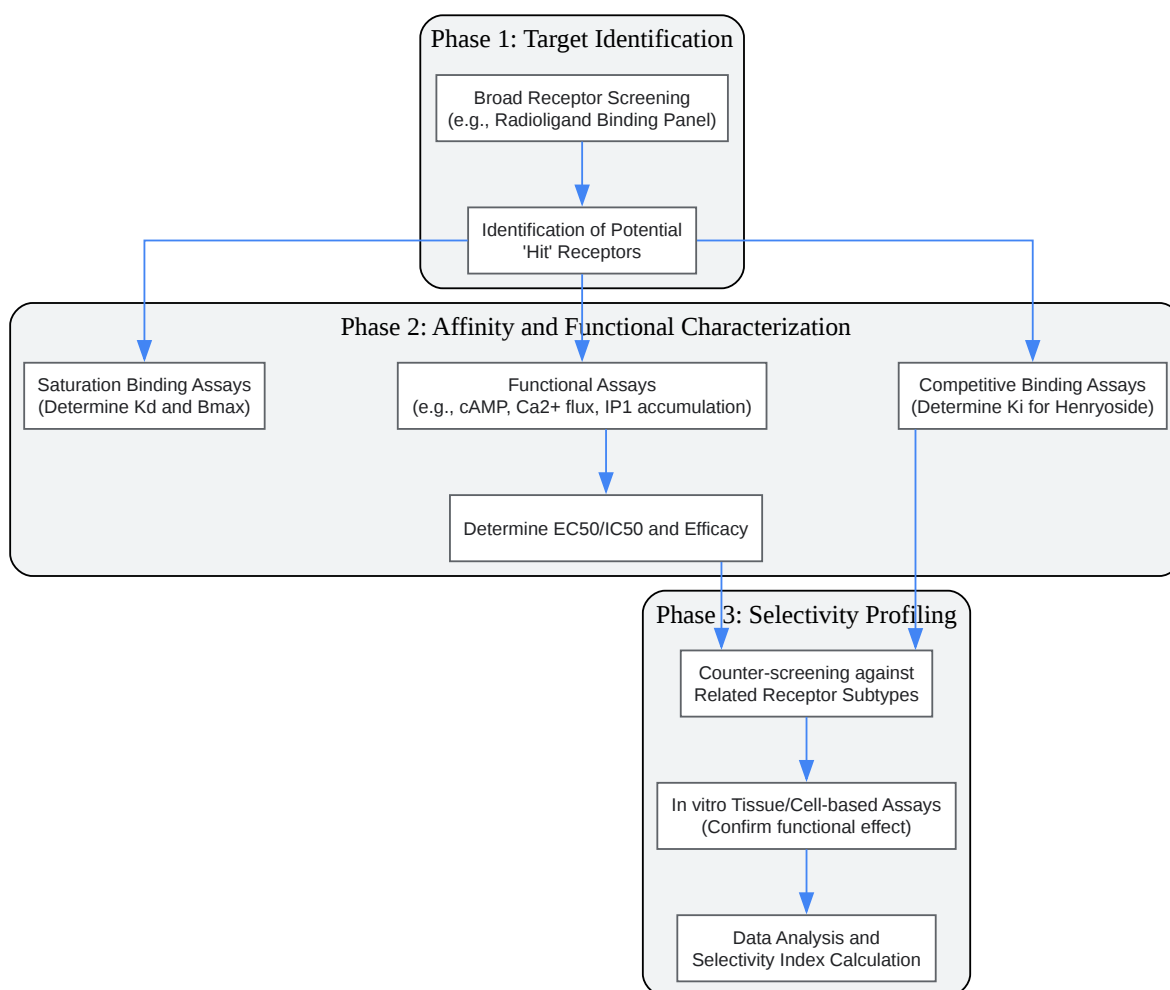 Phase 1: Target Identification
Broad Receptor Screening
(e.g., Radioligand Binding Panel)
Identification of Potential
'Hit' Receptors
Phase 2: Affinity and Functional Characterization
Saturation Binding Assays
(Determine Kd and Bmax)
Functional Assays
(e.g., cAMP, Ca2+ flux, IP1 accumulation)
Competitive Binding Assays
(Determine Ki for Henryoside)
Determine EC50/IC50 and Efficacy
Phase 3: Selectivity Profiling
Counter-screening against
Related Receptor Subtypes
In vitro Tissue/Cell-based Assays
(Confirm functional effect)
Data Analysis and
Selectivity Index Calculation